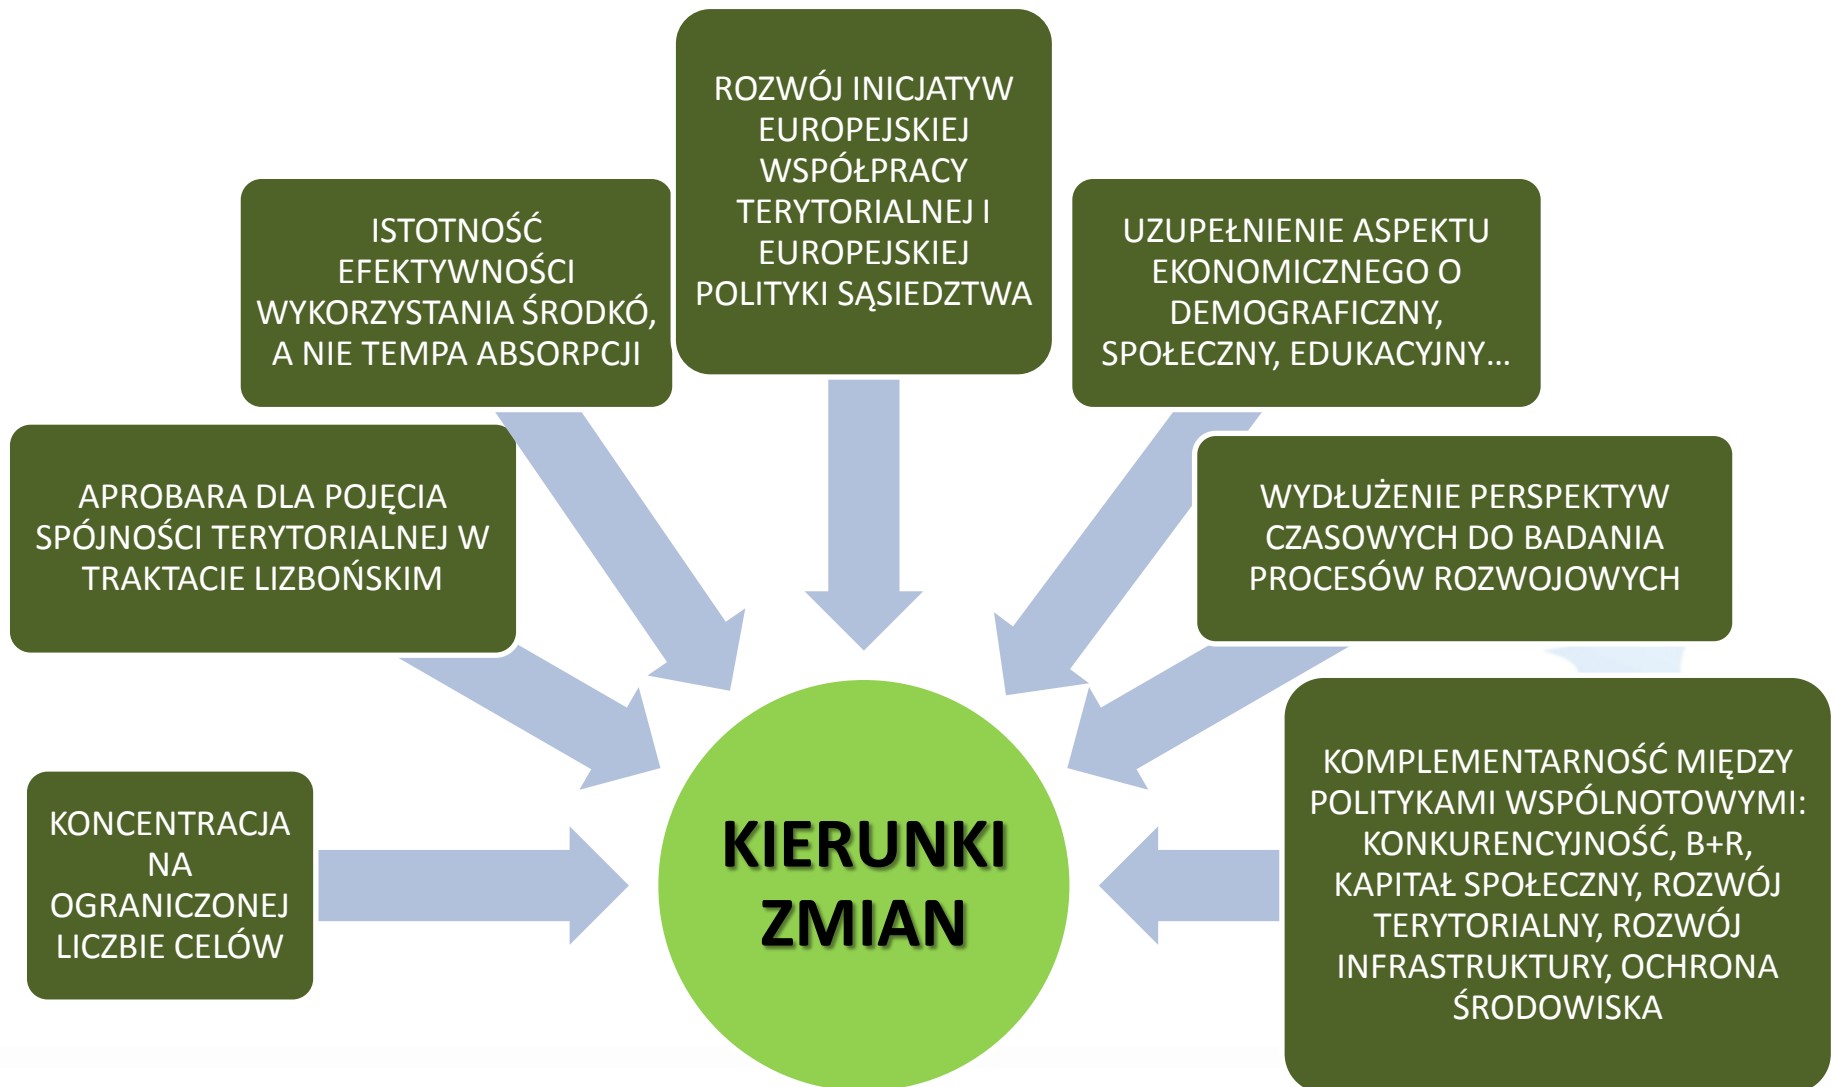 ROZWÓJ INICJATYW
EUROPEJSKIEJ
WSPÓŁPRACY
TERYTORIALNEJ I
EUROPEJSKIEJ
POLITYKI SĄSIEDZTWA
ISTOTNOŚĆ
EFEKTYWNOŚCI
WYKORZYSTANIA ŚRODKÓ,
A NIE TEMPA ABSORPCJI
UZUPEŁNIENIE ASPEKTU
EKONOMICZNEGO O
DEMOGRAFICZNY,
SPOŁECZNY, EDUKACYJNY…
APROBARA DLA POJĘCIA
SPÓJNOŚCI TERYTORIALNEJ W
TRAKTACIE LIZBOŃSKIM
WYDŁUŻENIE PERSPEKTYW
CZASOWYCH DO BADANIA
PROCESÓW ROZWOJOWYCH
KONCENTRACJA
NA
OGRANICZONEJ
LICZBIE CELÓW
KIERUNKI
ZMIAN
KOMPLEMENTARNOŚĆ MIĘDZY
POLITYKAMI WSPÓLNOTOWYMI:
KONKURENCYJNOŚĆ, B+R,
KAPITAŁ SPOŁECZNY, ROZWÓJ
TERYTORIALNY, ROZWÓJ
INFRASTRUKTURY, OCHRONA
ŚRODOWISKA